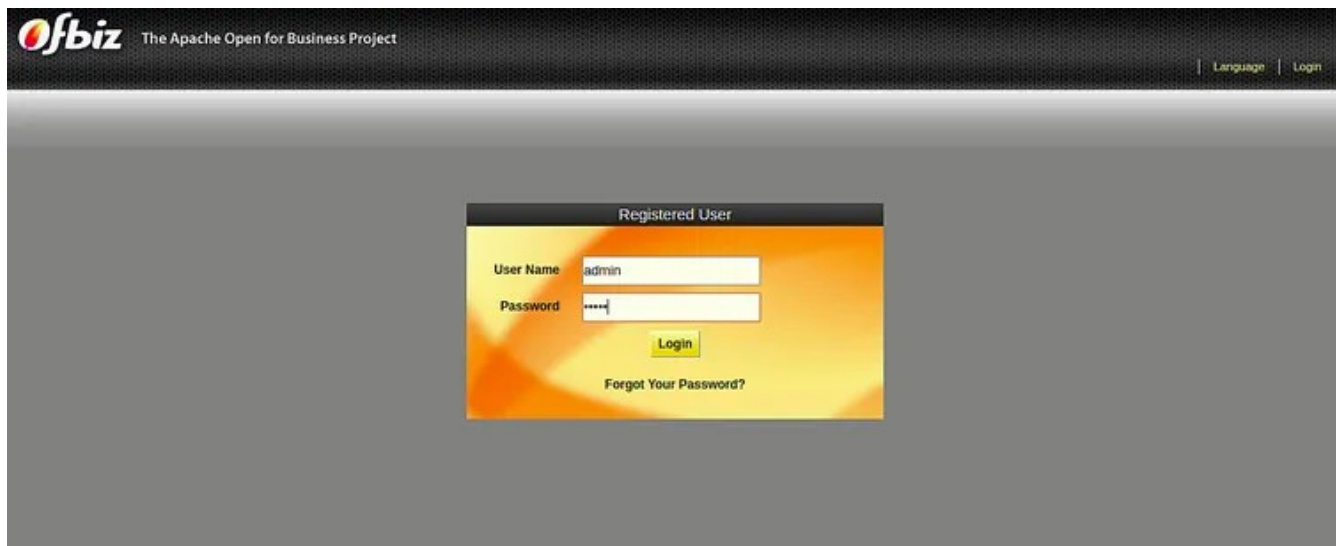 Ofbiz The Apache Open for Business Project
| Language | Login
Registered User
User Name admin
Password •••••
Login
Forgot Your Password?